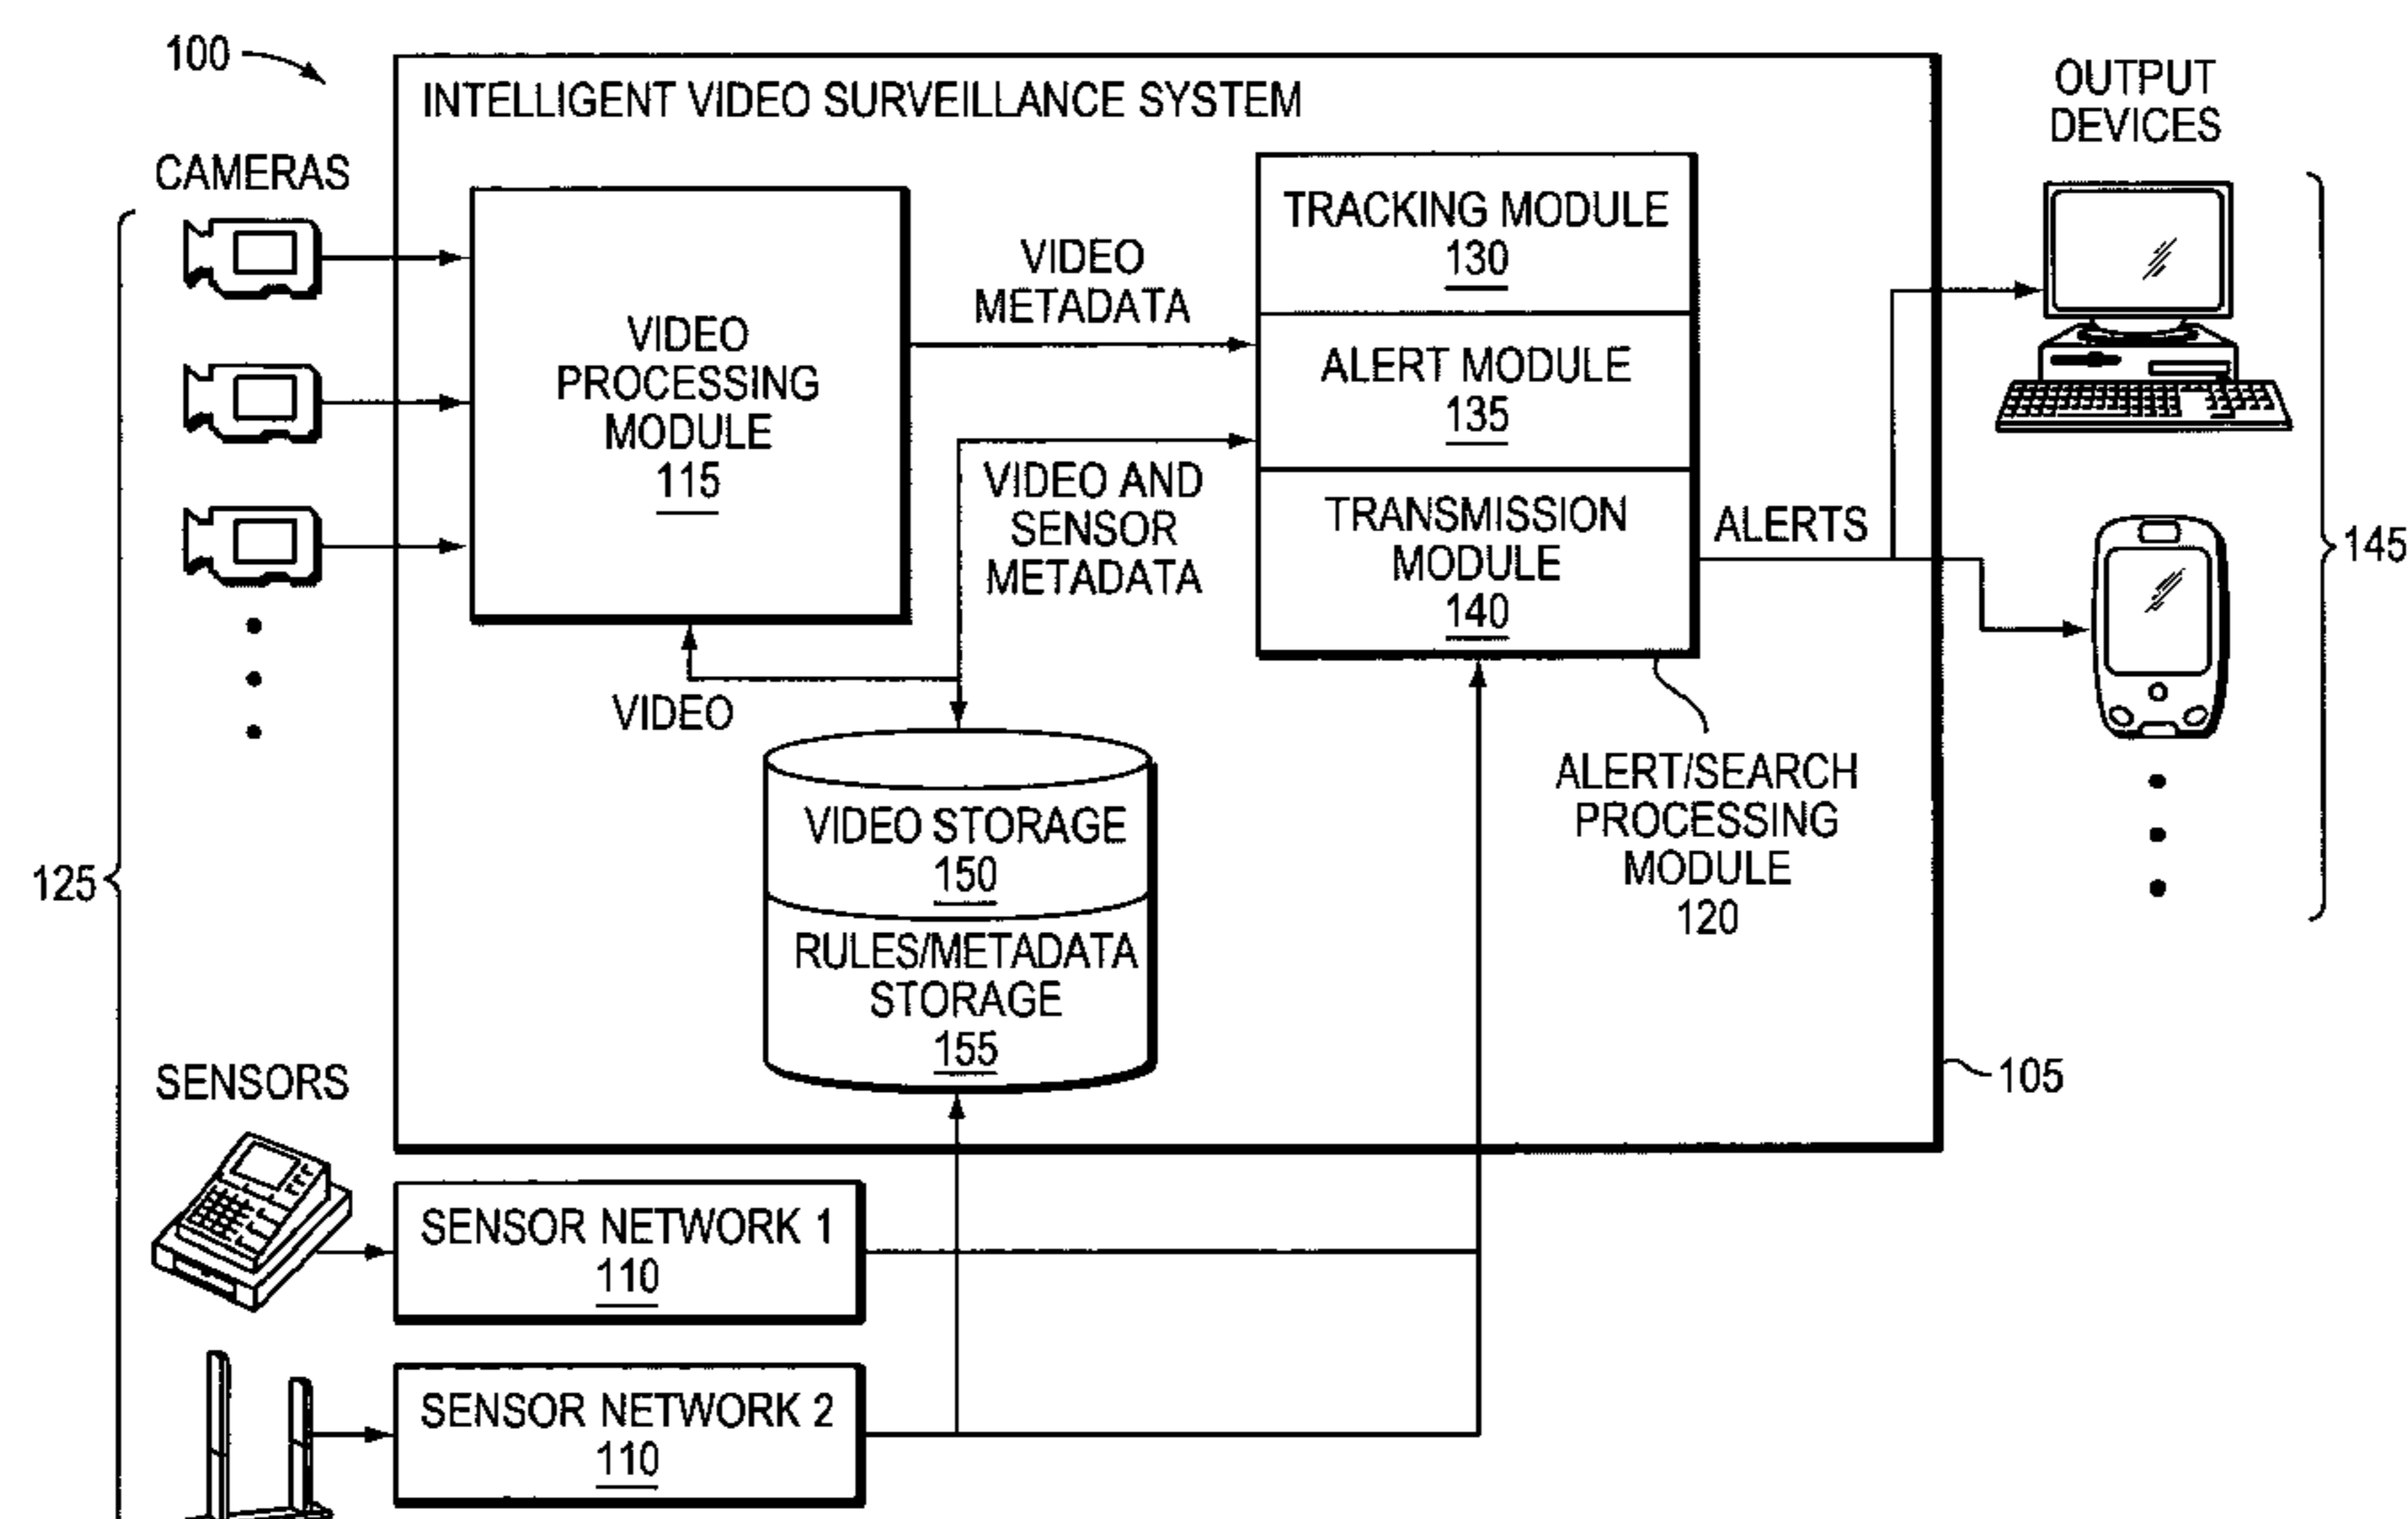 100
INTELLIGENT VIDEO SURVEILLANCE SYSTEM
OUTPUT
DEVICES
CAMERAS
VIDEO
PROCESSING
MODULE
115
VIDEO
METADATA
TRACKING MODULE
130
ALERT MODULE
135
TRANSMISSION
MODULE
140
VIDEO AND
SENSOR
METADATA
ALERTS
145
VIDEO
VIDEO STORAGE
150
RULES/METADATA
STORAGE
155
ALERT/SEARCH
PROCESSING
MODULE
120
125
105
SENSORS
SENSOR NETWORK 1
110
SENSOR NETWORK 2
110